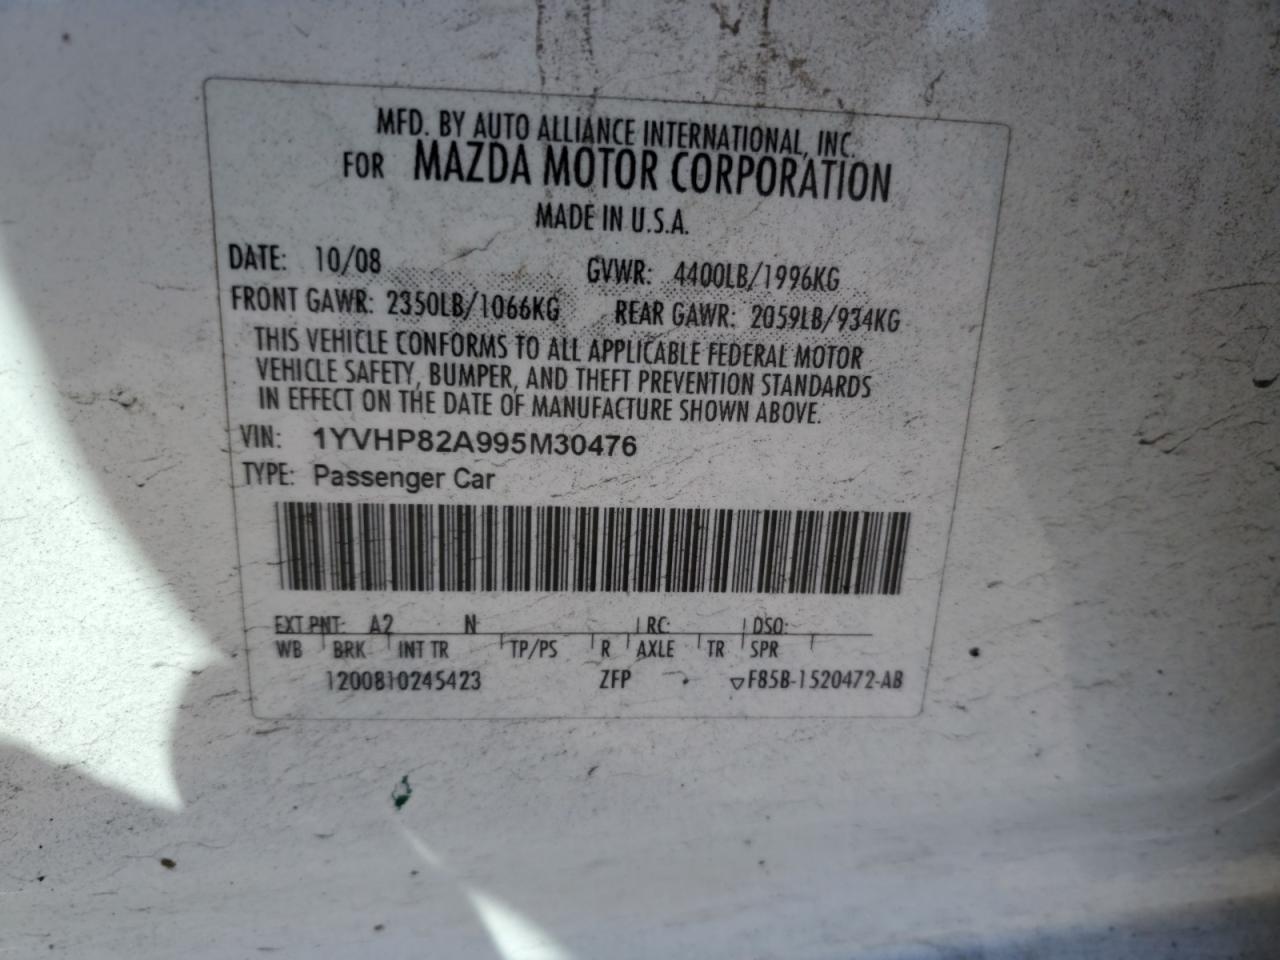 MFD. BY AUTO ALLIANCE INTERNATIONAL, INC.
FOR MAZDA MOTOR CORPORATION
MADE IN U.S.A.
DATE: 10/08 GVWR: 4400LB/1996KG
FRONT GAWR: 2350LB/1066KG REAR GAWR: 2059LB/934KG
THIS VEHICLE CONFORMS TO ALL APPLICABLE FEDERAL MOTOR
VEHICLE SAFETY, BUMPER, AND THEFT PREVENTION STANDARDS
IN EFFECT ON THE DATE OF MANUFACTURE SHOWN ABOVE.
VIN: 1YVHP82A995M30476
TYPE: Passenger Car
EXT PNT: A2 N RC: DSO:
WB BRK INT TR TP/PS R AXLE TR SPR
1200810245423 ZFP ▽F85B-1520472-AB